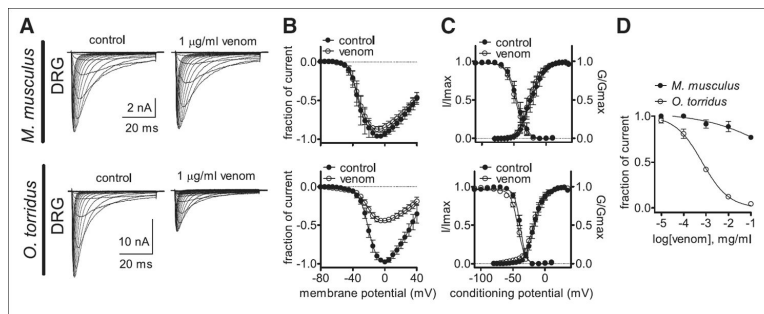 A
B
C
D
M. musculus
DRG
control
1 μg/ml venom
2 nA
20 ms
O. torridus
DRG
control
1 μg/ml venom
10 nA
20 ms
control
venom
fraction of current
0.0
-0.5
-1.0
control
venom
fraction of current
0.0
-0.5
-1.0
-80 -40 0 40
membrane potential (mV)
control
venom
I/Imax
1.0
0.5
0.0
G/Gmax
1.0
0.5
0.0
control
venom
I/Imax
1.0
0.5
0.0
G/Gmax
1.0
0.5
0.0
-100 -50 0
conditioning potential (mV)
M. musculus
O. torridus
fraction of current
1.0
0.5
0.0
-5 -4 -3 -2 -1
log[venom], mg/ml